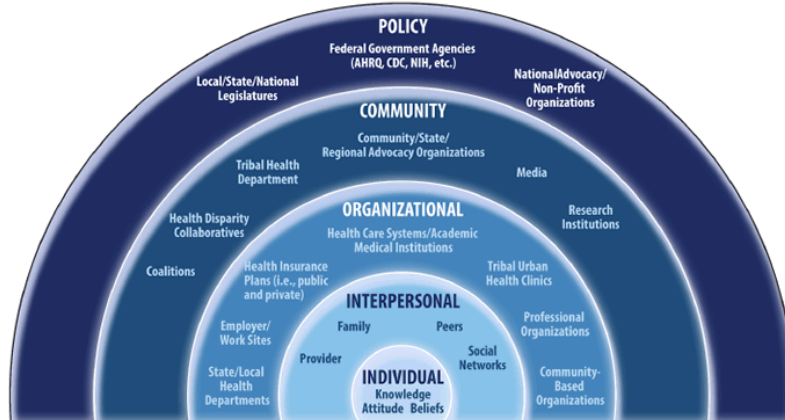 POLICY
Federal Government Agencies
(AHRQ, CDC, NIH, etc.)
Local/State/National
Legislatures
NationalAdvocacy/
Non-Profit
Organizations
COMMUNITY
Community/State/
Regional Advocacy Organizations
Tribal Health
Department
Media
Health Disparity
Collaboratives
Research
Institutions
Coalitions
ORGANIZATIONAL
Health Care Systems/Academic
Medical Institutions
Health Insurance
Plans (i.e., public
and private)
Tribal Urban
Health Clinics
Employer/
Work Sites
Professional
Organizations
State/Local
Health
Departments
Community-
Based
Organizations
INTERPERSONAL
Family
Peers
Provider
Social
Networks
INDIVIDUAL
Knowledge
Attitude Beliefs